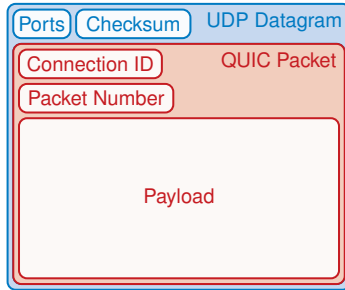 Ports Checksum UDP Datagram
Connection ID QUIC Packet
Packet Number
Payload